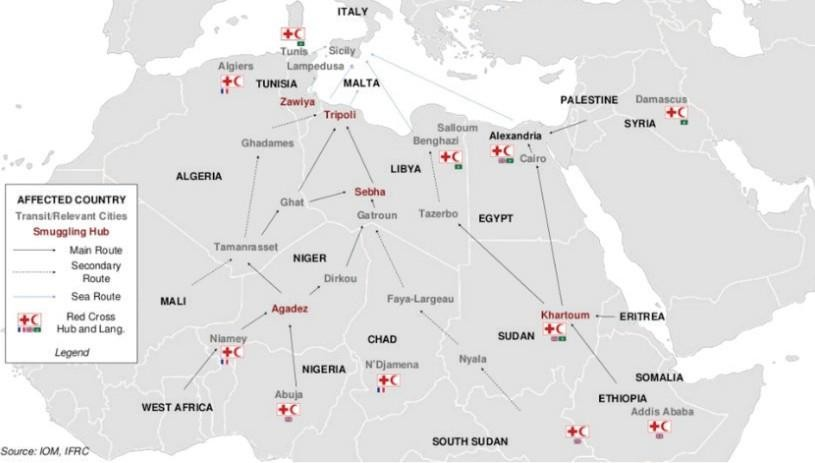 ITALY
Tunis
Sicily
Algiers
Lampedusa
TUNISIA
MALTA
Zawiya
Tripoli
PALESTINE
Damascus
SYRIA
Salloum
Benghazi
Alexandria
Cairo
Ghadames
ALGERIA
LIBYA
Sebha
Ghat
Gatroun
Tazerbo
EGYPT
AFFECTED COUNTRY
Transit/Relevant Cities
Smuggling Hub
Main Route
Secondary
Route
Sea Route
Red Cross
Hub and Lang.
Legend
Tamanrasset
NIGER
Dirkou
MALI
Agadez
Faya-Largeau
Khartoum
ERITREA
SUDAN
Niamey
CHAD
NIGERIA
N'Djamena
Nyala
Abuja
SOMALIA
ETHIOPIA
Addis Ababa
WEST AFRICA
SOUTH SUDAN
Source: IOM, IFRC